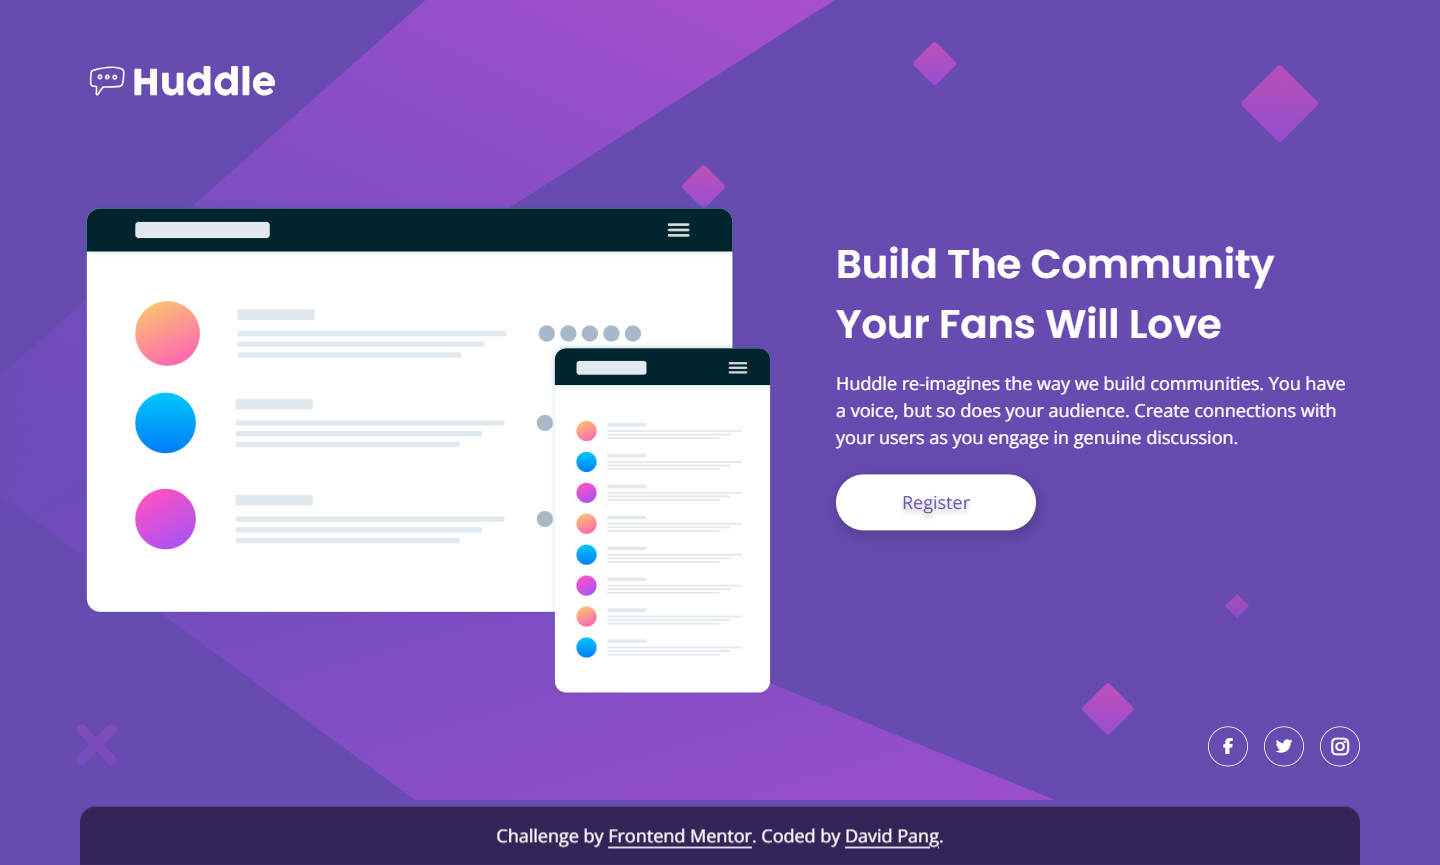 Huddle
Build The Community
Your Fans Will Love
Huddle re-imagines the way we build communities. You have
a voice, but so does your audience. Create connections with
your users as you engage in genuine discussion.
Register
Challenge by Frontend Mentor. Coded by David Pang.